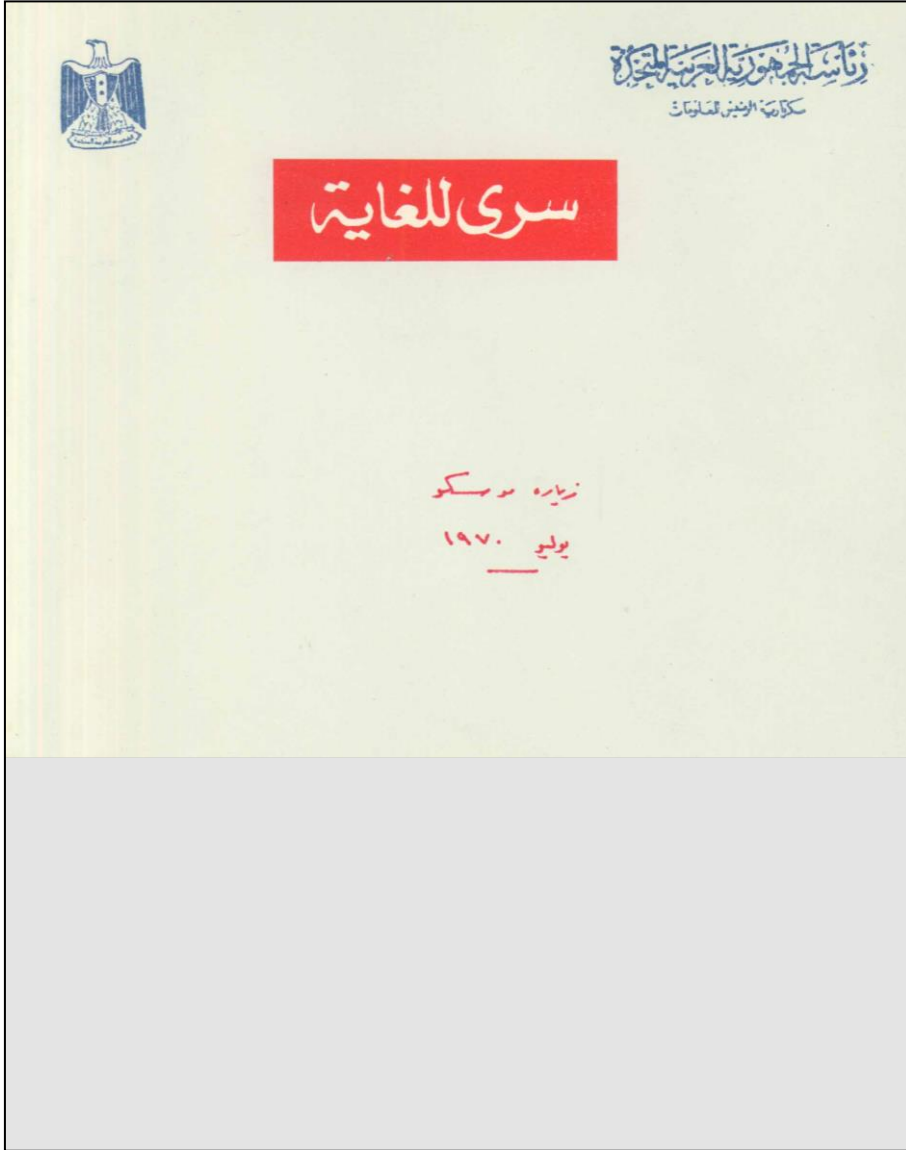 رئاسة الجمهورية العربية المتحدة
سكرتارية الرئيس للمعلومات
سرى للغاية
زياره موسكو
يوليو ١٩٧٠